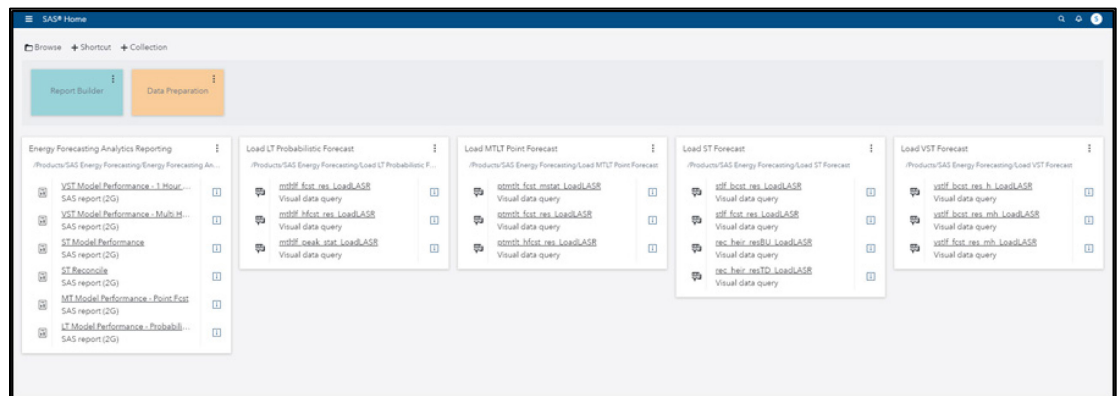 SAS® Home
S
Browse + Shortcut + Collection
Report Builder
Data Preparation
Energy Forecasting Analytics Reporting
/Products/SAS Energy Forecasting/Energy Forecasting An...
VST Model Performance - 1 Hour ...
SAS report (2G)
VST Model Performance - Multi H...
SAS report (2G)
ST Model Performance
SAS report (2G)
ST Reconcile
SAS report (2G)
MT Model Performance - Point Fcst
SAS report (2G)
LT Model Performance - Probabili...
SAS report (2G)
Load LT Probabilistic Forecast
/Products/SAS Energy Forecasting/Load LT Probabilistic F...
mtltlf_fcst_res_LoadLASR
Visual data query
mtltlf_hfcst_res_LoadLASR
Visual data query
mtltlf_peak_stat_LoadLASR
Visual data query
Load MTLT Point Forecast
/Products/SAS Energy Forecasting/Load MTLT Point Forecast
ptmtlt_fcst_mstat_LoadLASR
Visual data query
ptmtlt_fcst_res_LoadLASR
Visual data query
ptmtlt_hfcst_res_LoadLASR
Visual data query
Load ST Forecast
/Products/SAS Energy Forecasting/Load ST Forecast
stlf_bcst_res_LoadLASR
Visual data query
stlf_fcst_res_LoadLASR
Visual data query
rec_heir_resBU_LoadLASR
Visual data query
rec_heir_resTD_LoadLASR
Visual data query
Load VST Forecast
/Products/SAS Energy Forecasting/Load VST Forecast
vstlf_bcst_res_h_LoadLASR
Visual data query
vstlf_bcst_res_mh_LoadLASR
Visual data query
vstlf_fcst_res_mh_LoadLASR
Visual data query